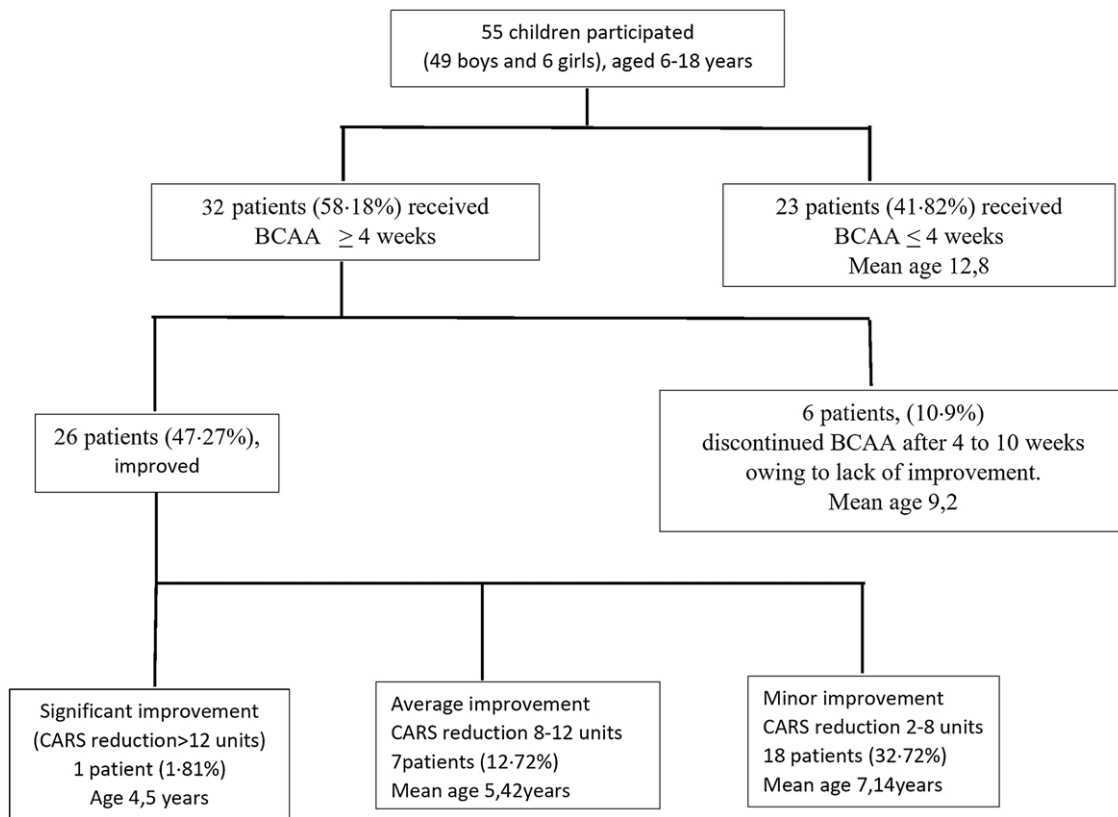 55 children participated
(49 boys and 6 girls), aged 6-18 years
32 patients (58·18%) received
BCAA ≥ 4 weeks
23 patients (41·82%) received
BCAA ≤ 4 weeks
Mean age 12,8
26 patients (47·27%),
improved
6 patients, (10·9%)
discontinued BCAA after 4 to 10 weeks
owing to lack of improvement.
Mean age 9,2
Significant improvement
(CARS reduction>12 units)
1 patient (1·81%)
Age 4,5 years
Average improvement
CARS reduction 8-12 units
7patients (12·72%)
Mean age 5,42years
Minor improvement
CARS reduction 2-8 units
18 patients (32·72%)
Mean age 7,14years